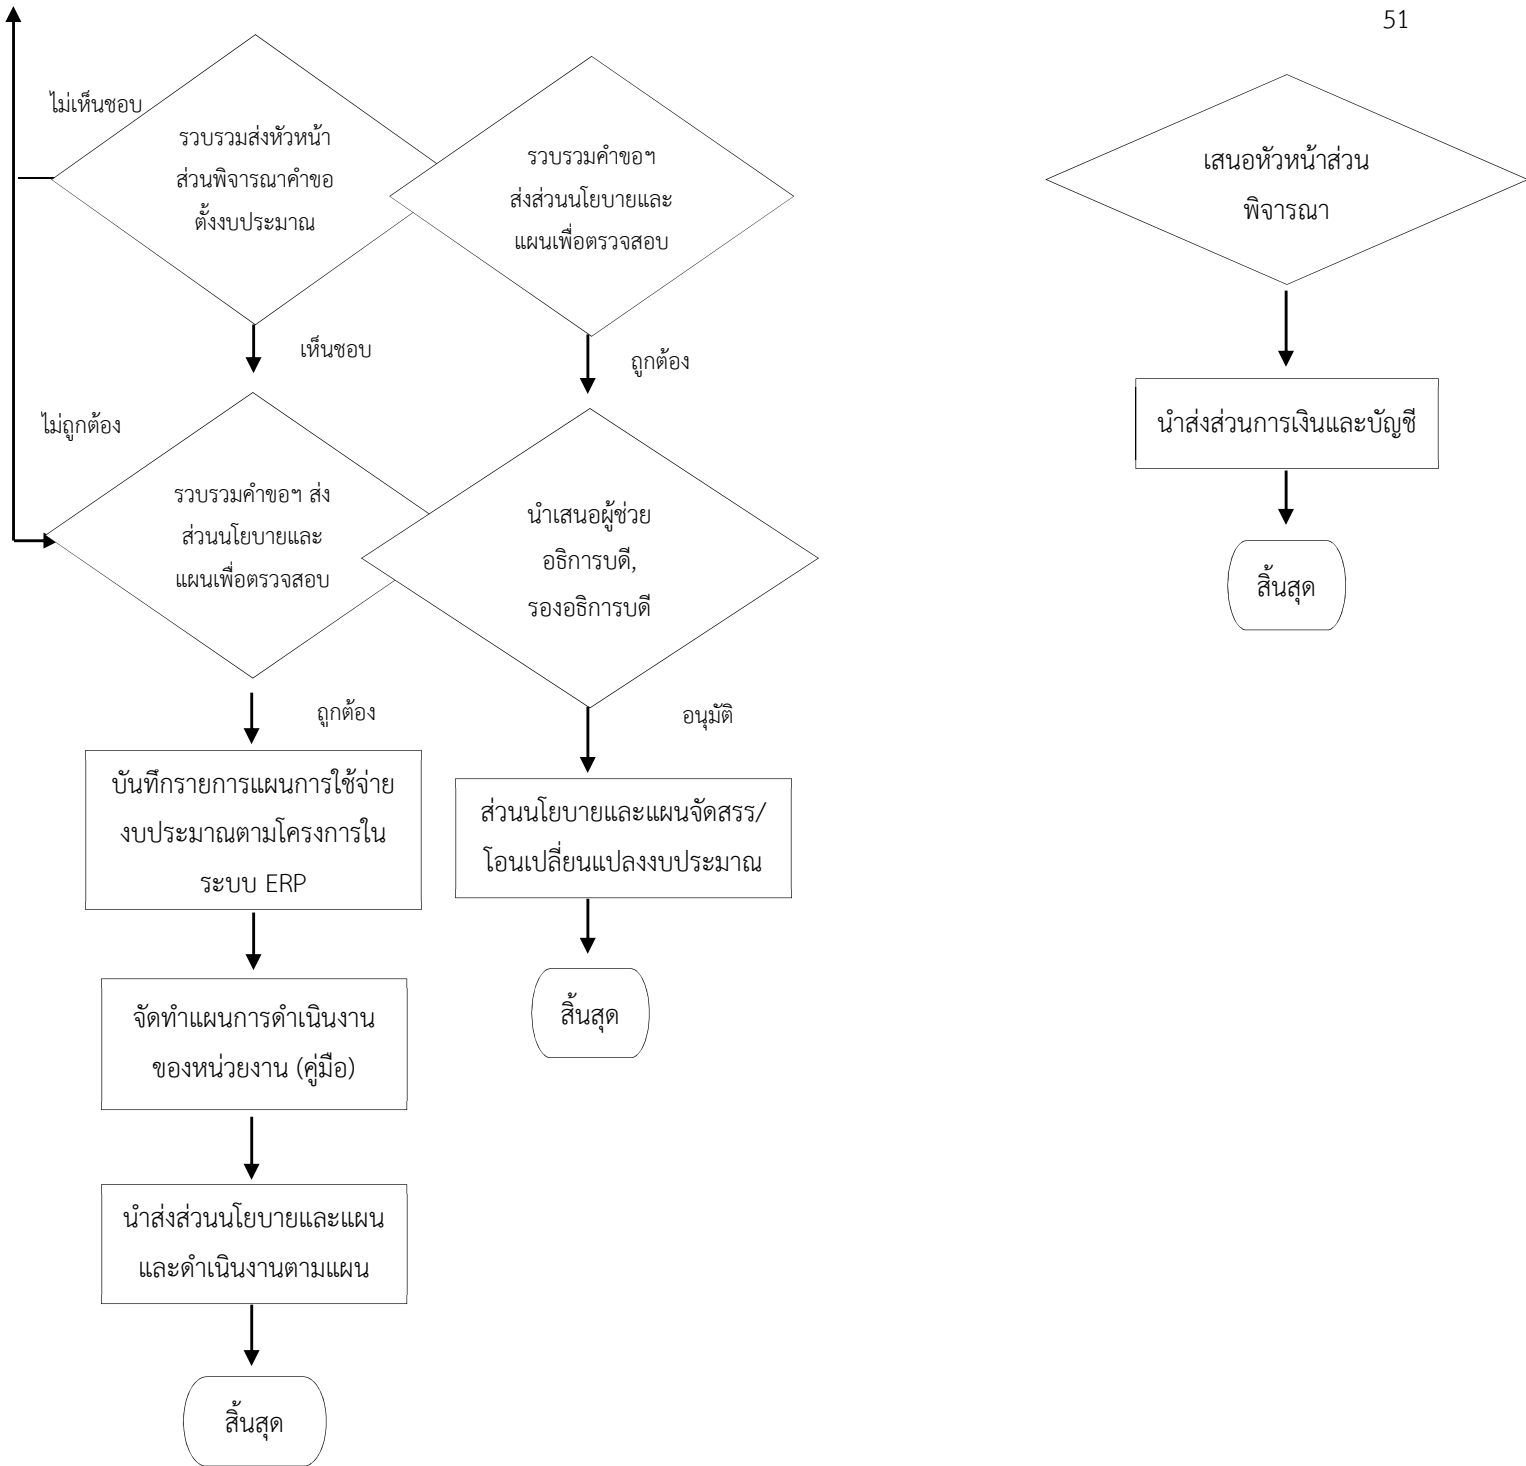 51
ไม่เห็นชอบ
รวบรวมส่งหัวหน้า
ส่วนพิจารณาคำขอ
ตั้งงบประมาณ
เห็นชอบ
ไม่ถูกต้อง
รวบรวมคำขอฯ ส่ง
ส่วนนโยบายและ
แผนเพื่อตรวจสอบ
ถูกต้อง
บันทึกรายการแผนการใช้จ่าย
งบประมาณตามโครงการใน
ระบบ ERP
จัดทำแผนการดำเนินงาน
ของหน่วยงาน (คู่มือ)
นำส่งส่วนนโยบายและแผน
และดำเนินงานตามแผน
สิ้นสุด
รวบรวมคำขอฯ
ส่งส่วนนโยบายและ
แผนเพื่อตรวจสอบ
ถูกต้อง
นำเสนอผู้ช่วย
อธิการบดี,
รองอธิการบดี
อนุมัติ
ส่วนนโยบายและแผนจัดสรร/
โอนเปลี่ยนแปลงงบประมาณ
สิ้นสุด
เสนอหัวหน้าส่วน
พิจารณา
นำส่งส่วนการเงินและบัญชี
สิ้นสุด